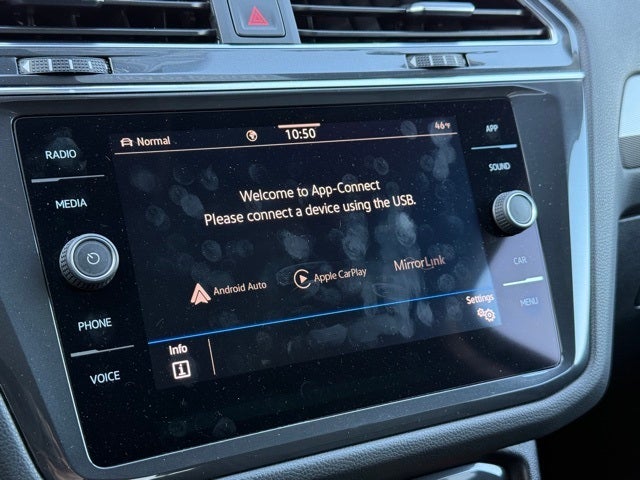 RADIO
MEDIA
PHONE
VOICE
Normal
10:50
46°F
Welcome to App-Connect
Please connect a device using the USB.
Android Auto
Apple CarPlay
MirrorLink
Settings
Info
i
APP
SOUND
CAR
MENU